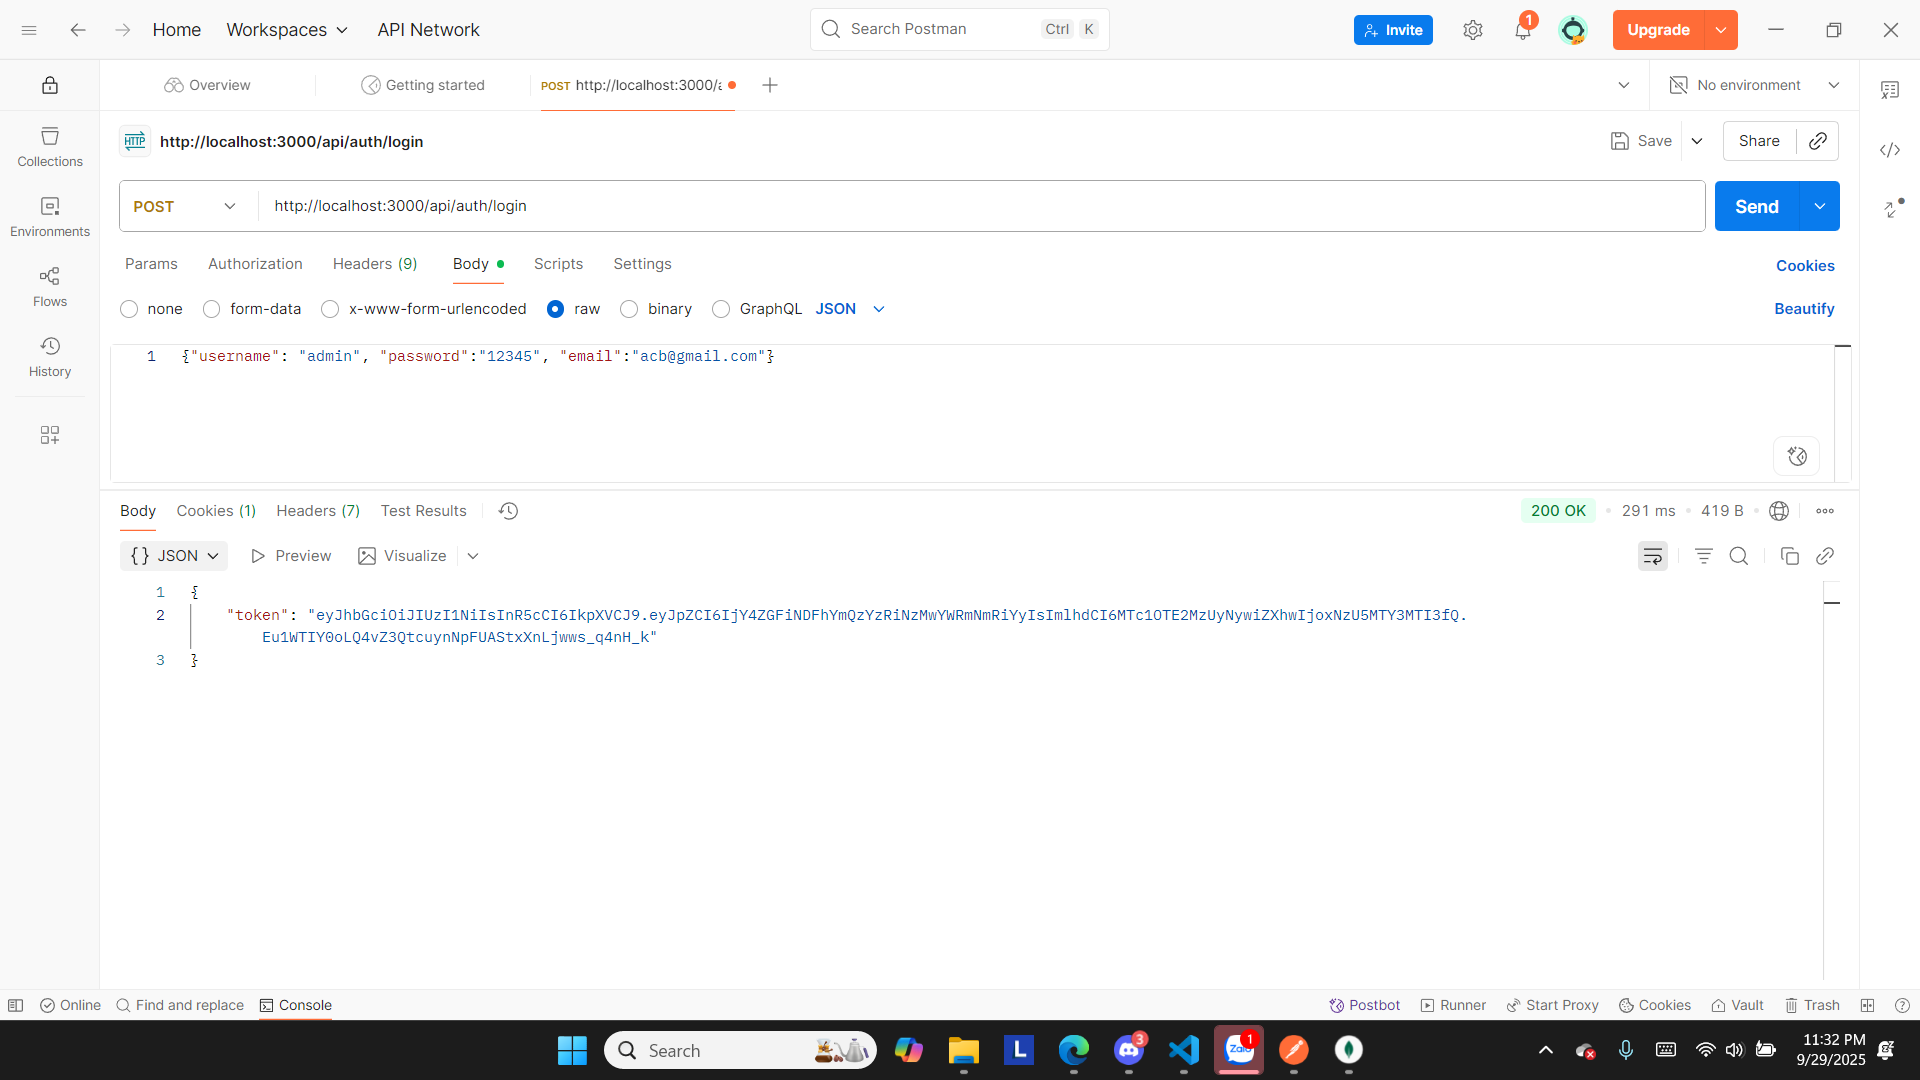 Home
Workspaces
API Network
Search Postman
Ctrl K
Invite
1
Upgrade
Overview
Getting started
POST http://localhost:3000/a
No environment
HTTP http://localhost:3000/api/auth/login
Save
Share
Collections
Environments
Flows
History
POST
http://localhost:3000/api/auth/login
Send
Params
Authorization
Headers (9)
Body
Scripts
Settings
Cookies
none
form-data
x-www-form-urlencoded
raw
binary
GraphQL
JSON
Beautify
1 {"username": "admin", "password":"12345", "email":"acb@gmail.com"}
Body
Cookies (1)
Headers (7)
Test Results
200 OK
291 ms
419 B
{} JSON
Preview
Visualize
1 {
2 "token": "eyJhbGciOiJIUzI1NiIsInR5cCI6IkpXVCJ9.eyJpZCI6IjY4ZGFiNDFhYmQzYzRiNzMwYWRmNmRiYyIsImlhdCI6MTc1OTE2MzUyNywiZXhwIjoxNzU5MTY3MTI3fQ.
Eu1WTIY0oLQ4vZ3QtcuynNpFUAStxXnLjwws_q4nH_k"
3 }
Online
Find and replace
Console
Postbot
Runner
Start Proxy
Cookies
Vault
Trash
Search
L
3
Zalo
1
11:32 PM
9/29/2025